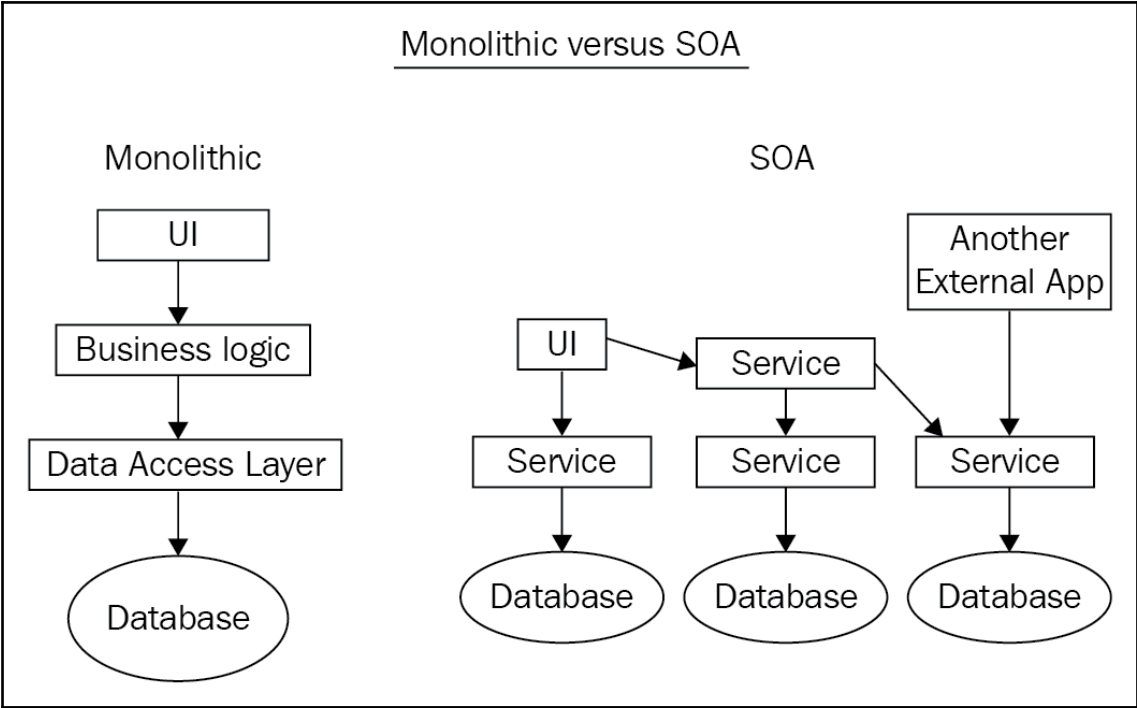 Monolithic versus SOA
Monolithic
SOA
UI
Business logic
Data Access Layer
Database
Another
External App
UI
Service
Service
Service
Service
Database
Database
Database